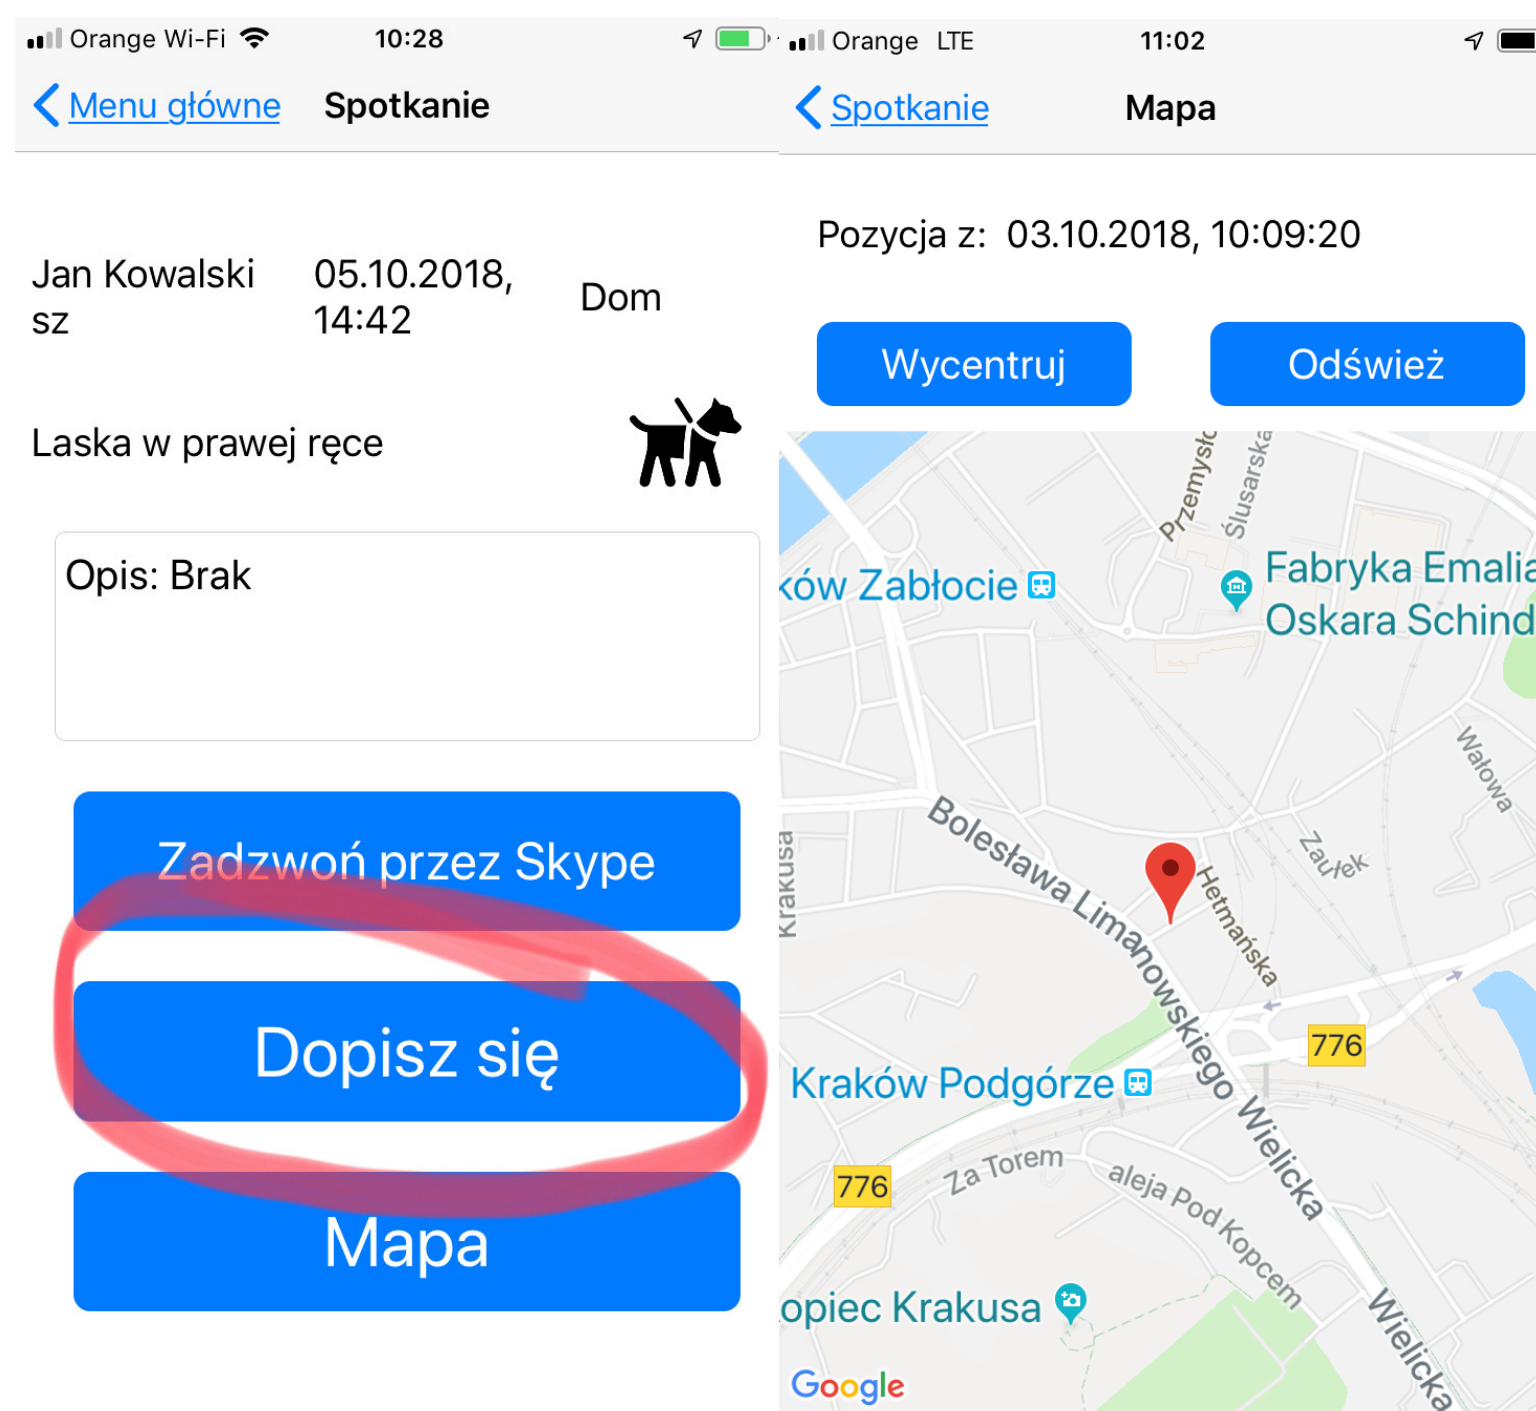 Orange Wi-Fi 10:28
Menu główne Spotkanie
Jan Kowalski
sz
05.10.2018,
14:42
Dom
Laska w prawej ręce
Opis: Brak
Zadzwoń przez Skype
Dopisz się
Mapa
Orange LTE 11:02
Spotkanie Mapa
Pozycja z: 03.10.2018, 10:09:20
Wycentruj Odśwież
Ślusarska
ków Zabłocie
Fabryka Emalia
Oskara Schind
Wałowa
Zaułek
Krakusa
Bolesława Limanowskiego
Hetmańska
776
Kraków Podgórze
Wielicka
776
Za Torem
aleja Pod Kopcem
opiec Krakusa
Wielicka
Google